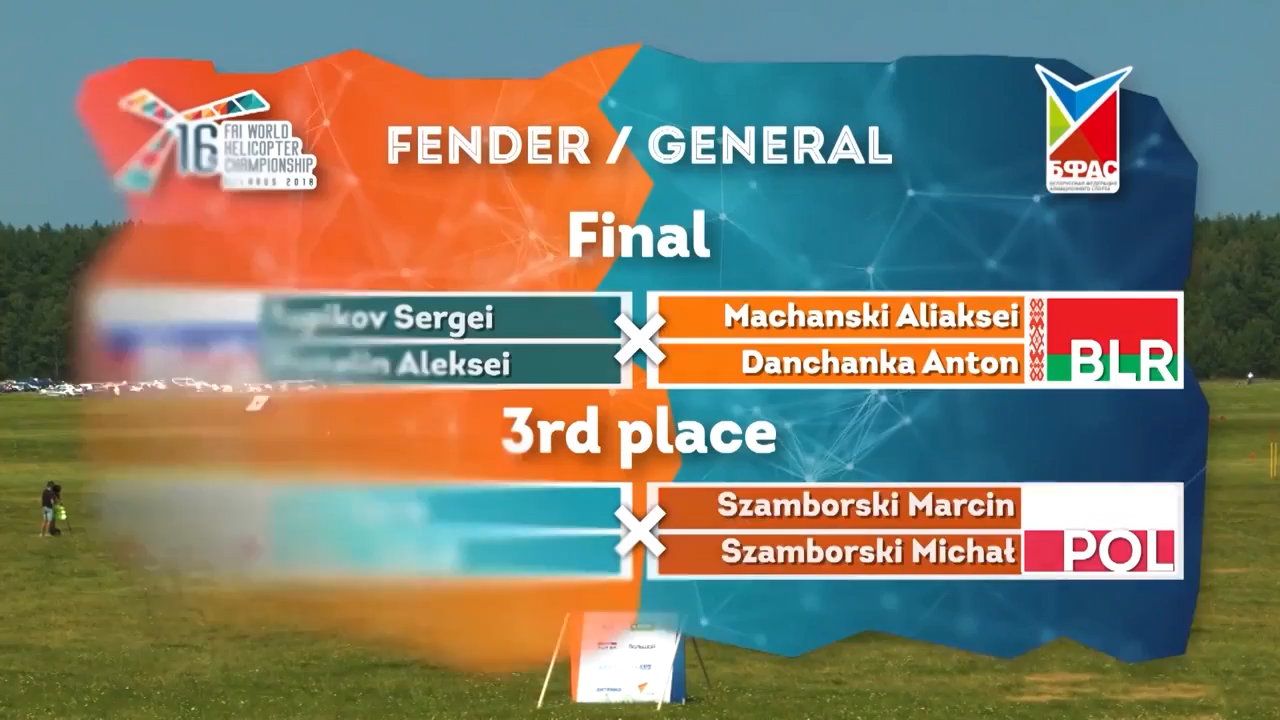 16
FAI WORLD
HELICOPTER
CHAMPIONSHIP
2018
FENDER / GENERAL
БФАС
Final
Sergei
Aleksei
Machanski Aliaksei
Danchanka Anton
BLR
3rd place
Szamborski Marcin
Szamborski Michał
POL